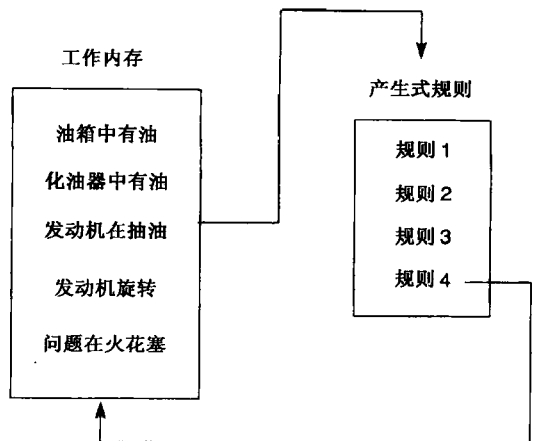 工作内存
油箱中有油
化油器中有油
发动机在抽油
发动机旋转
问题在火花塞
产生式规则
规则 1
规则 2
规则 3
规则 4